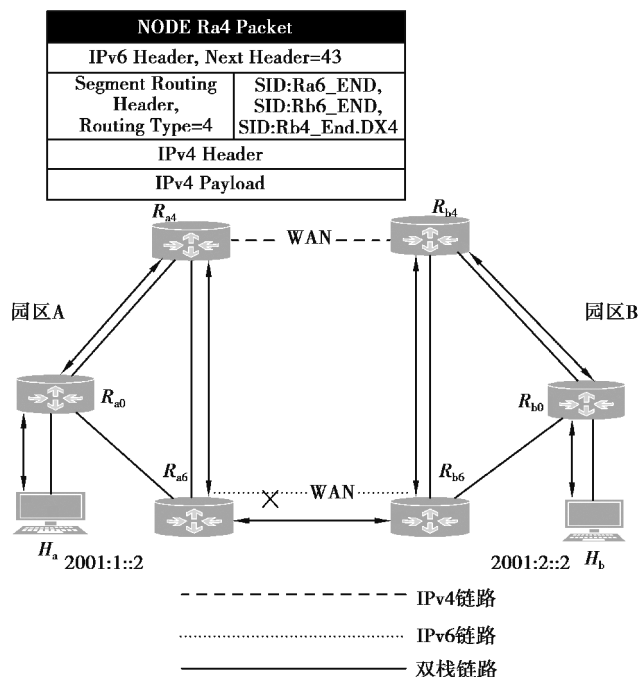 NODE Ra4 Packet
IPv6 Header, Next Header=43
Segment Routing
Header,
Routing Type=4
SID:Ra6_END,
SID:Rb6_END,
SID:Rb4_End.DX4
IPv4 Header
IPv4 Payload
Ra4
WAN
Rb4
园区A
园区B
Ra0
Rb0
Ra6
WAN
Rb6
Ha
2001:1::2
2001:2::2
Hb
IPv4链路
IPv6链路
双栈链路